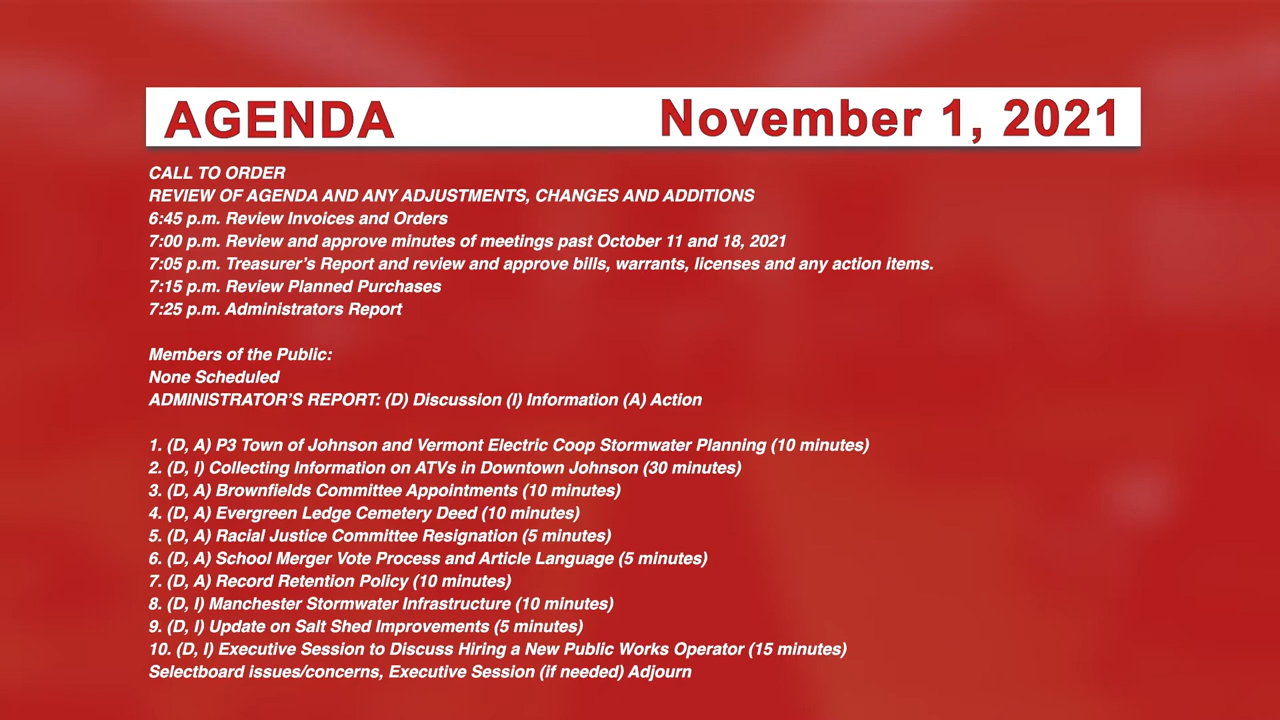 AGENDA November 1, 2021
CALL TO ORDER
REVIEW OF AGENDA AND ANY ADJUSTMENTS, CHANGES AND ADDITIONS
6:45 p.m. Review Invoices and Orders
7:00 p.m. Review and approve minutes of meetings past October 11 and 18, 2021
7:05 p.m. Treasurer’s Report and review and approve bills, warrants, licenses and any action items.
7:15 p.m. Review Planned Purchases
7:25 p.m. Administrators Report
Members of the Public:
None Scheduled
ADMINISTRATOR’S REPORT: (D) Discussion (I) Information (A) Action
1. (D, A) P3 Town of Johnson and Vermont Electric Coop Stormwater Planning (10 minutes)
2. (D, I) Collecting Information on ATVs in Downtown Johnson (30 minutes)
3. (D, A) Brownfields Committee Appointments (10 minutes)
4. (D, A) Evergreen Ledge Cemetery Deed (10 minutes)
5. (D, A) Racial Justice Committee Resignation (5 minutes)
6. (D, A) School Merger Vote Process and Article Language (5 minutes)
7. (D, A) Record Retention Policy (10 minutes)
8. (D, I) Manchester Stormwater Infrastructure (10 minutes)
9. (D, I) Update on Salt Shed Improvements (5 minutes)
10. (D, I) Executive Session to Discuss Hiring a New Public Works Operator (15 minutes)
Selectboard issues/concerns, Executive Session (if needed) Adjourn